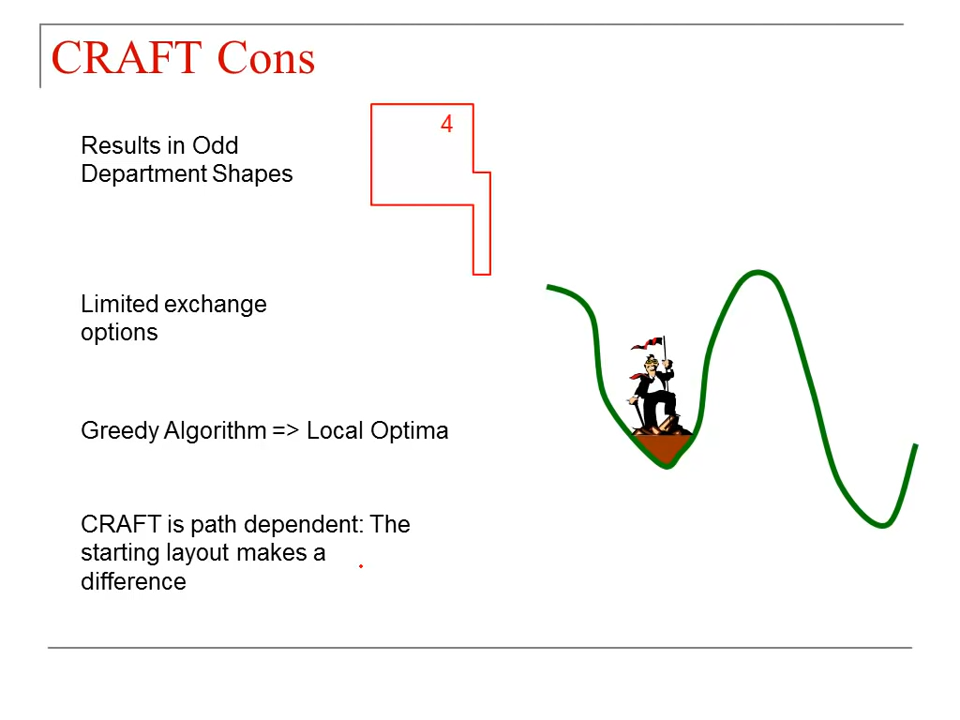 CRAFT Cons
4
Results in Odd
Department Shapes
Limited exchange
options
Greedy Algorithm => Local Optima
CRAFT is path dependent: The
starting layout makes a
difference